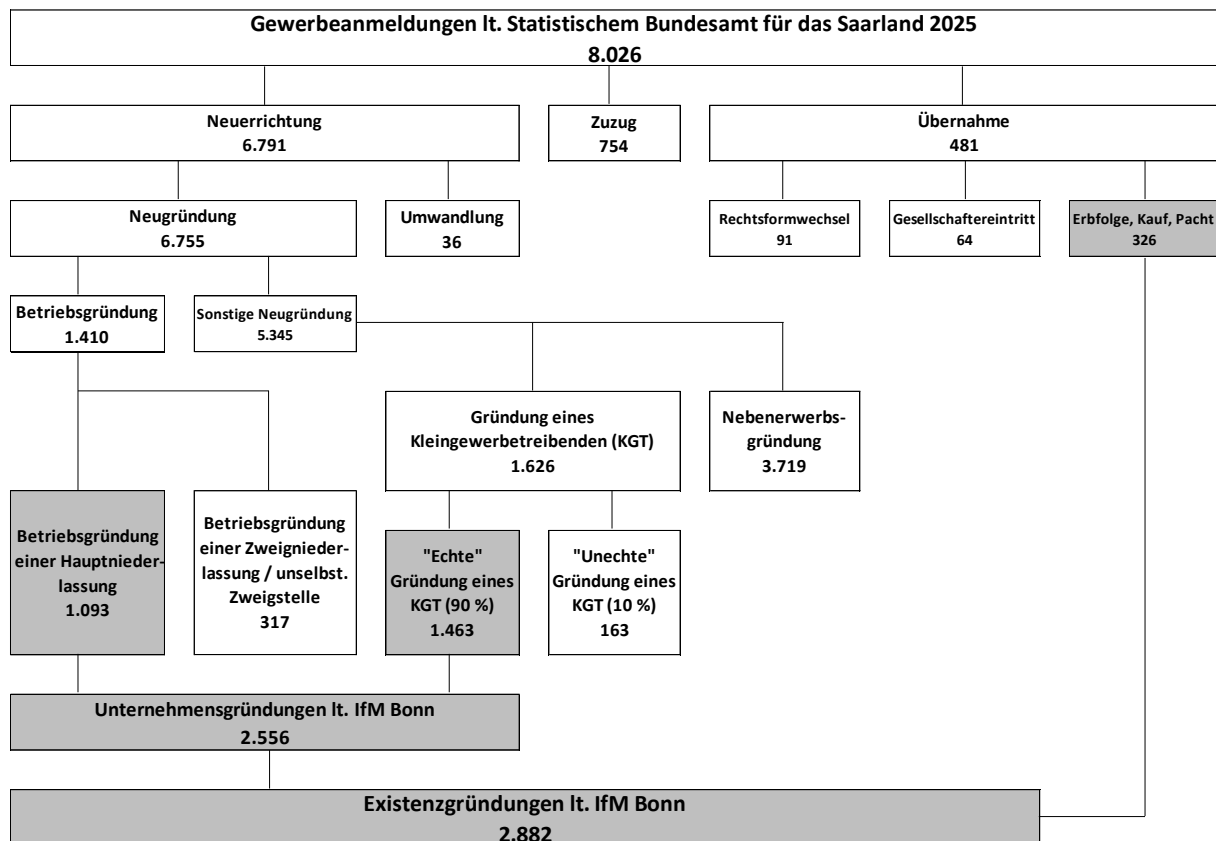 Gewerbeanmeldungen lt. Statistischem Bundesamt für das Saarland 2025
8.026
Neuerrichtung
6.791
Zuzug
754
Übernahme
481
Neugründung
6.755
Umwandlung
36
Rechtsformwechsel
91
Gesellschaftereintritt
64
Erbfolge, Kauf, Pacht
326
Betriebsgründung
1.410
Sonstige Neugründung
5.345
Gründung eines
Kleingewerbetreibenden (KGT)
1.626
Nebenerwerbs-
gründung
3.719
Betriebsgründung
einer Hauptnieder-
lassung
1.093
Betriebsgründung
einer Zweignieder-
lassung / unselbst.
Zweigstelle
317
"Echte"
Gründung eines
KGT (90 %)
1.463
"Unechte"
Gründung eines
KGT (10 %)
163
Unternehmensgründungen lt. IfM Bonn
2.556
Existenzgründungen lt. IfM Bonn
2.882